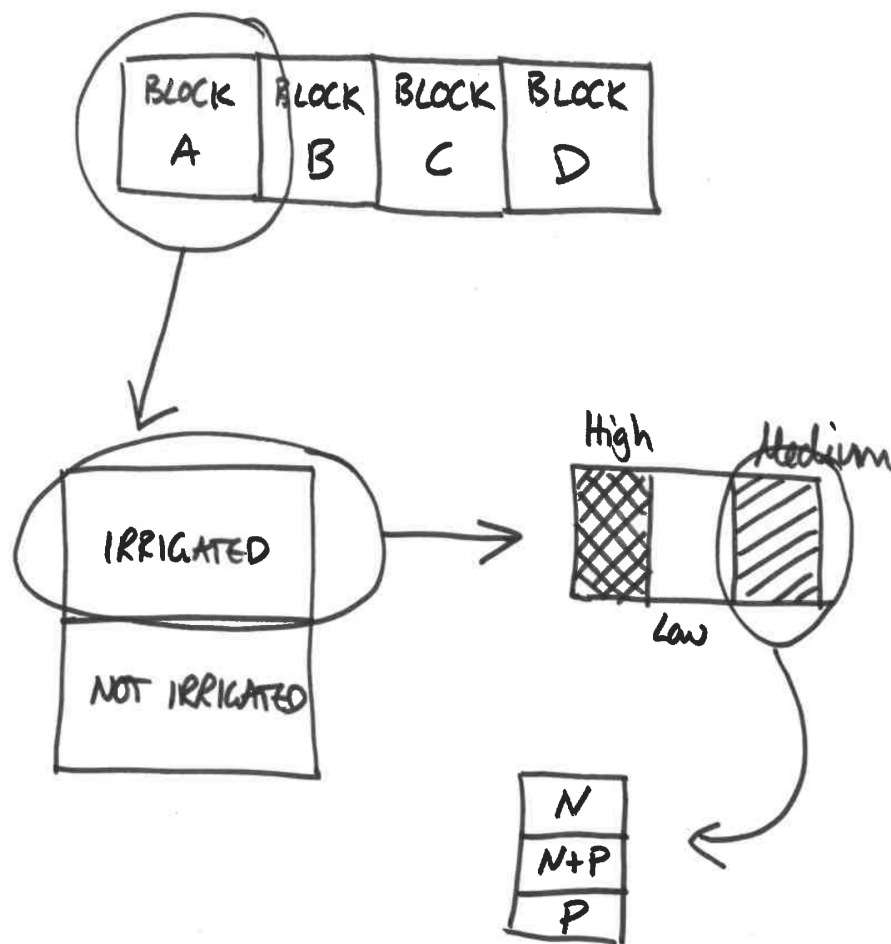 BLOCK BLOCK BLOCK BLOCK
A B C D
High Medium
IRRIGATED
Low
NOT IRRIGATED
N
N+P
P